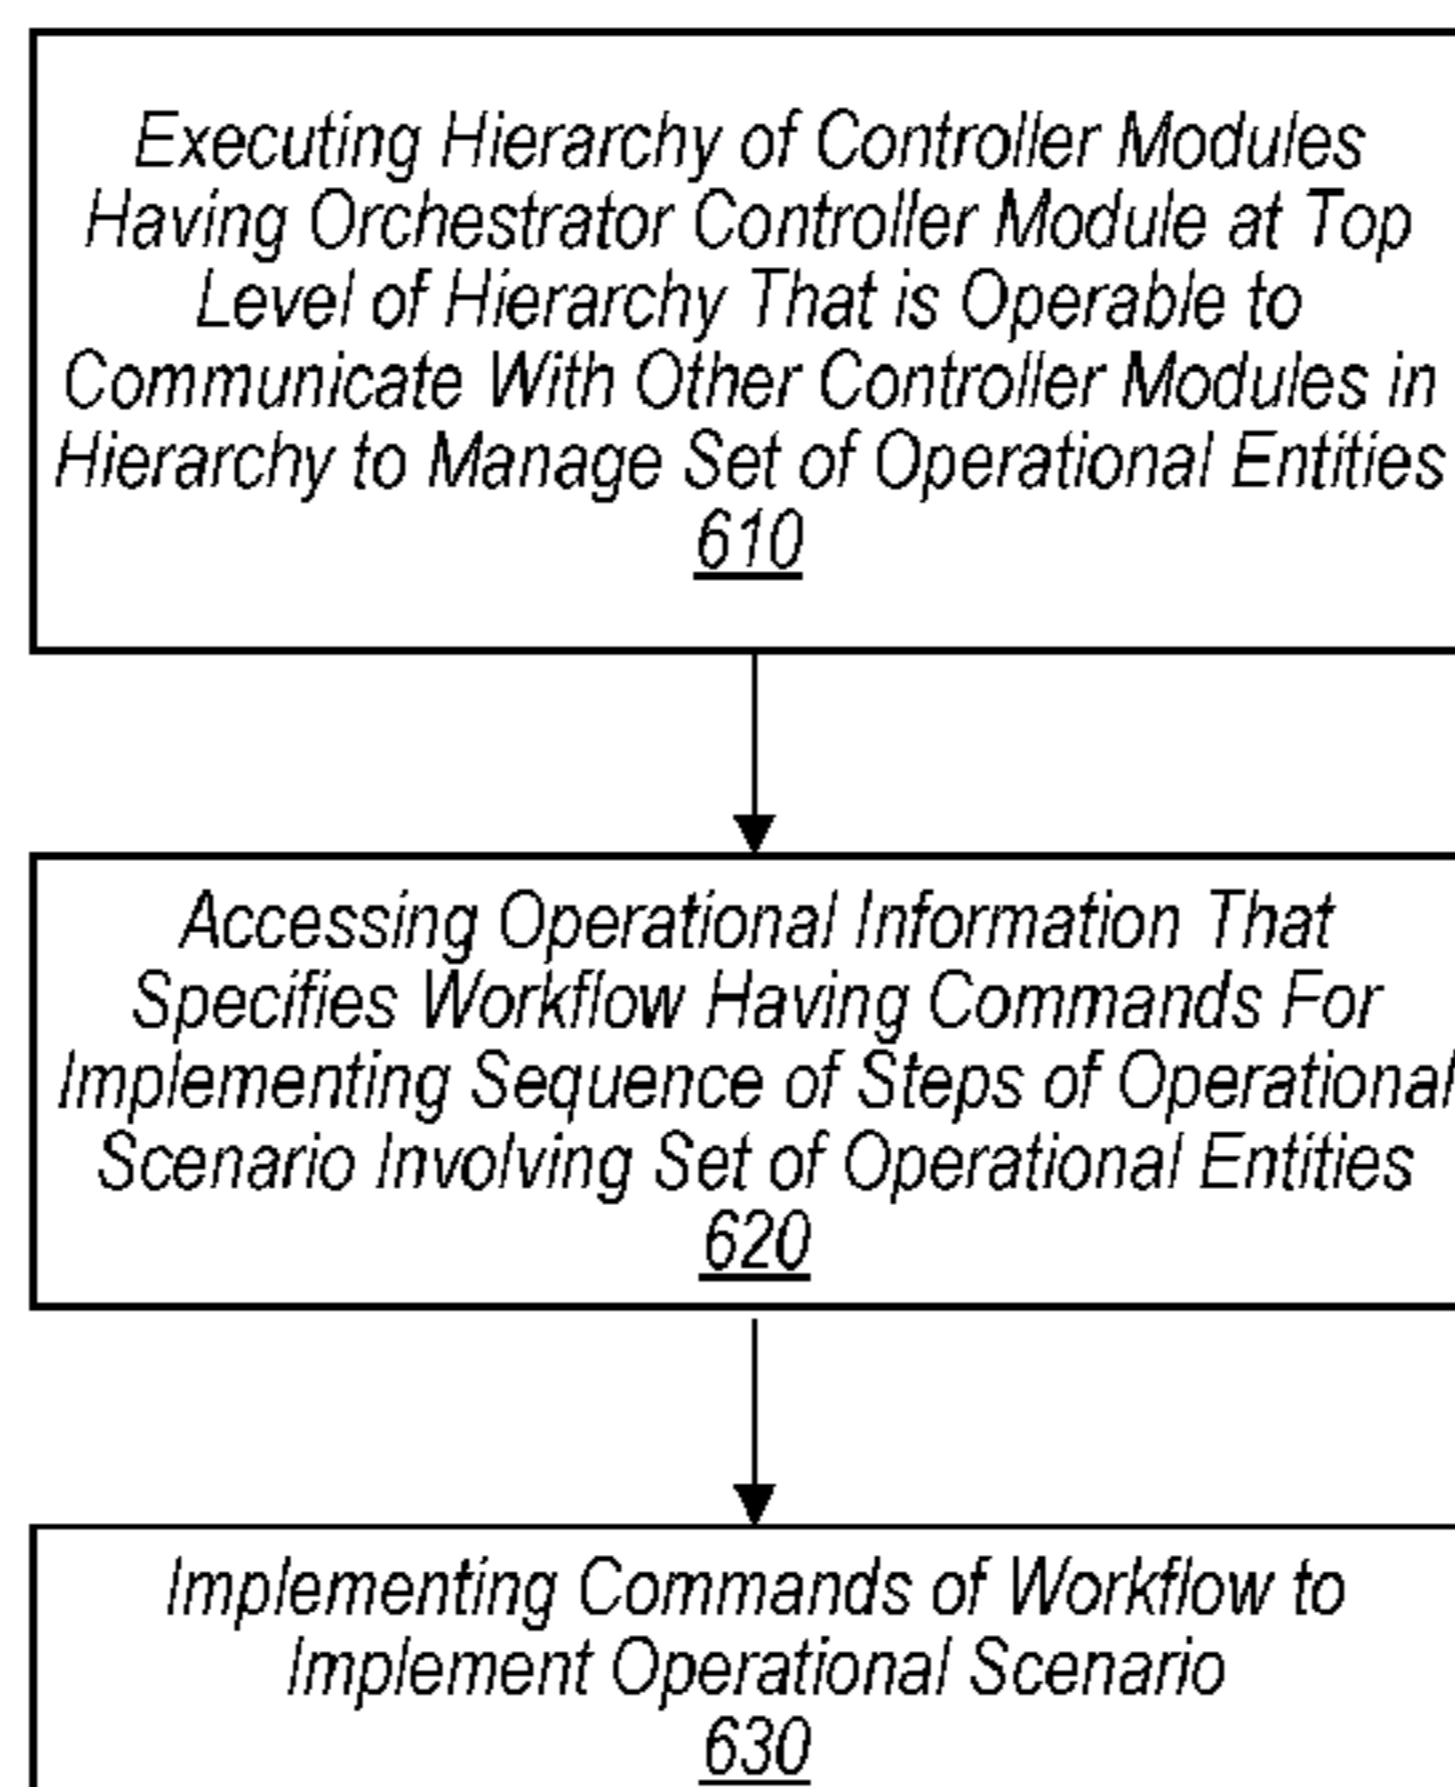 Executing Hierarchy of Controller Modules
Having Orchestrator Controller Module at Top
Level of Hierarchy That is Operable to
Communicate With Other Controller Modules in
Hierarchy to Manage Set of Operational Entities
610
Accessing Operational Information That
Specifies Workflow Having Commands For
Implementing Sequence of Steps of Operational
Scenario Involving Set of Operational Entities
620
Implementing Commands of Workflow to
Implement Operational Scenario
630